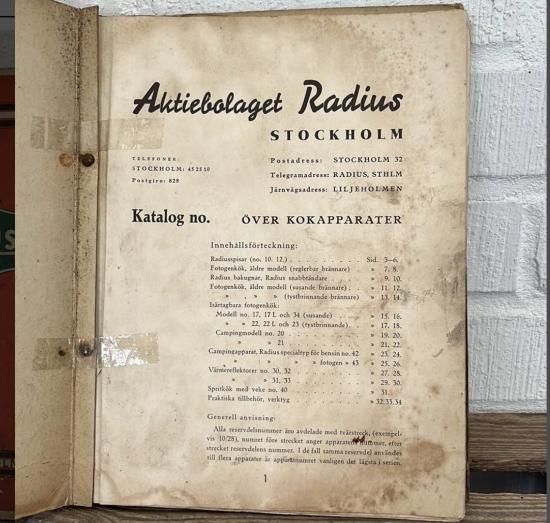 Aktiebolaget Radius
STOCKHOLM
TELEFONER:
STOCKHOLM: 45 25 10
Postgiro: 828
Postadress: STOCKHOLM 32
Telegramadress: RADIUS, STHLM
Järnvägsadress: LILJEHOLMEN
Katalog no. ÖVER KOKAPPARATER
Innehållsförteckning:
Radiusspisar (no. 10. 12.) . . . . . . . . . Sid. 3–6.
Fotogenkök, äldre modell (reglerbar brännare) . . » 7, 8.
Radius bakugnar, Radius snabbtändare . . . . » 9, 10.
Fotogenkök, äldre modell (susande brännare) . . . » 11, 12.
» , » » (tystbrinnande brännare) » 13, 14.
Isärtagbara fotogenkök:
Modell no. 17, 17 L och 34 (susande) . . . . » 15, 16.
» » 22, 22 L och 23 (tystbrinnande) . . » 17, 18.
Campingmodell no. 20 . . . . . . . . . » 19, 20.
» » 21 . . . . . . . . . » 21, 22.
Campingapparat, Radius specialtyp för bensin no. 42 » 23, 24.
» » » » fotogen » 43 » 25, 26.
Värmereflektorer no. 30, 32 . . . . . . . » 27, 28.
» » 31, 33 . . . . . . . » 29, 30.
Spritkök med veke no. 40 . . . . . . . . » 31.
Praktiska tillbehör, verktyg . . . . . . . » 32.33.34
Generell anvisning:
Alla reservdelsnummer äro avdelade med tvärstreck, (exempel-
vis 10/28), numret före strecket anger apparatens nummer, efter
strecket reservdelens nummer. I de fall samma reservdel användes
till flera apparater är apparatnumret vanligen det lägsta i serien.
1